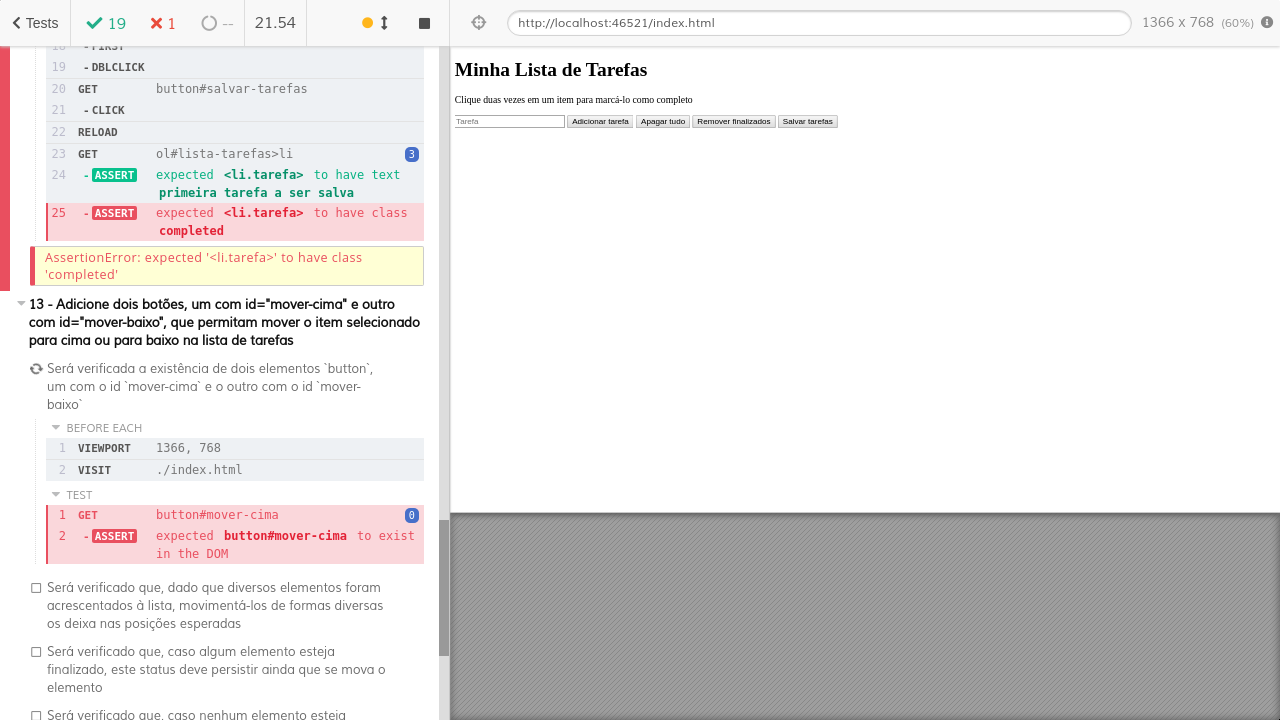 Tests
19
1
--
21.54
http://localhost:46521/index.html
1366 x 768 (60%)
18 - FIRST
19 - DBLCLICK
20 GET button#salvar-tarefas
21 - CLICK
22 RELOAD
23 GET ol#lista-tarefas>li 3
24 - ASSERT expected <li.tarefa> to have text
primeira tarefa a ser salva
25 - ASSERT expected <li.tarefa> to have class
completed
AssertionError: expected '<li.tarefa>' to have class
'completed'
13 - Adicione dois botões, um com id="mover-cima" e outro
com id="mover-baixo", que permitam mover o item selecionado
para cima ou para baixo na lista de tarefas
Será verificada a existência de dois elementos `button`,
um com o id `mover-cima` e o outro com o id `mover-
baixo`
BEFORE EACH
1 VIEWPORT 1366, 768
2 VISIT ./index.html
TEST
1 GET button#mover-cima 0
2 - ASSERT expected button#mover-cima to exist
in the DOM
Será verificado que, dado que diversos elementos foram
acrescentados à lista, movimentá-los de formas diversas
os deixa nas posições esperadas
Será verificado que, caso algum elemento esteja
finalizado, este status deve persistir ainda que se mova o
elemento
Será verificado que, caso nenhum elemento esteja
Minha Lista de Tarefas
Clique duas vezes em um item para marcá-lo como completo
Tarefa Adicionar tarefa Apagar tudo Remover finalizados Salvar tarefas